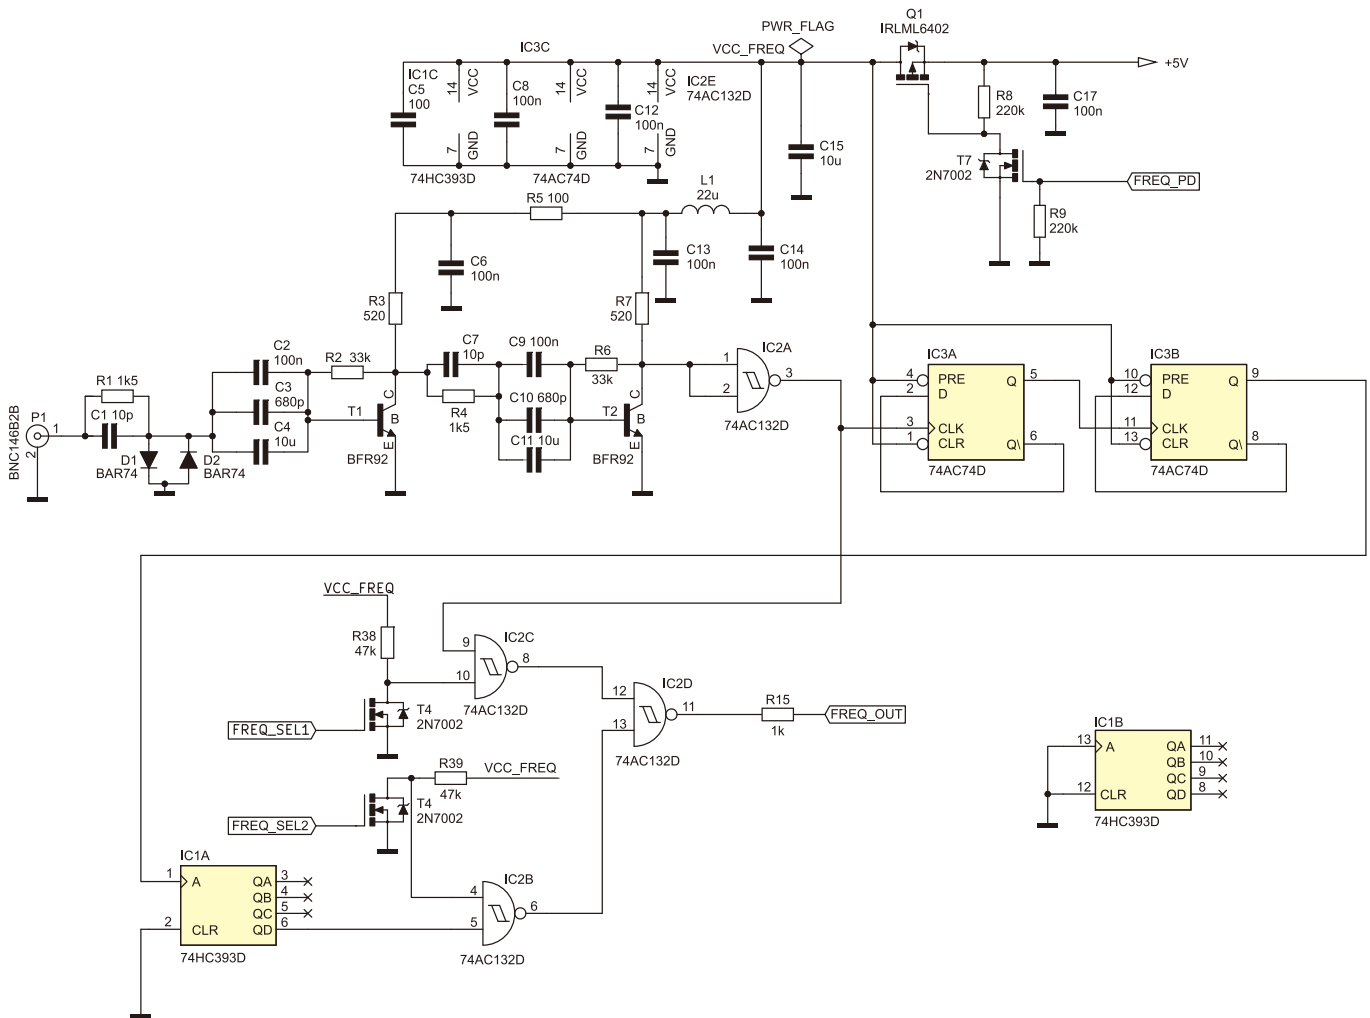 Q1
IRLML6402
PWR_FLAG
VCC_FREQ
+5V
IC3C
IC1C
C5
100
14
VCC
7
GND
C8
100n
14
VCC
7
GND
C12
100n
14
VCC
7
GND
IC2E
74AC132D
74HC393D
74AC74D
C15
10u
R8
220k
C17
100n
T7
2N7002
FREQ_PD
R9
220k
R5 100
L1
22u
C6
100n
C13
100n
C14
100n
R3
520
R7
520
C2
100n
R2 33k
C7
10p
C9 100n
R6
33k
IC2A
1
2
3
74AC132D
BNC146B2B
P1
1
2
R1 1k5
C1 10p
D1
BAR74
D2
BAR74
C3
680p
C4
10u
T1
C
B
E
BFR92
R4
1k5
C10 680p
C11 10u
T2
C
B
E
BFR92
IC3A
4
PRE
Q
5
2
D
3
CLK
1
CLR
Q\
6
74AC74D
IC3B
10
PRE
Q
9
12
D
11
CLK
13
CLR
Q\
8
74AC74D
VCC_FREQ
R38
47k
FREQ_SEL1
T4
2N7002
IC2C
9
10
8
74AC132D
IC2D
12
13
11
74AC132D
R15
1k
FREQ_OUT
R39
47k
VCC_FREQ
FREQ_SEL2
T4
2N7002
IC1B
13
A
12
CLR
QA
11
QB
10
QC
9
QD
8
74HC393D
IC1A
1
A
2
CLR
QA
3
QB
4
QC
5
QD
6
74HC393D
IC2B
4
5
6
74AC132D